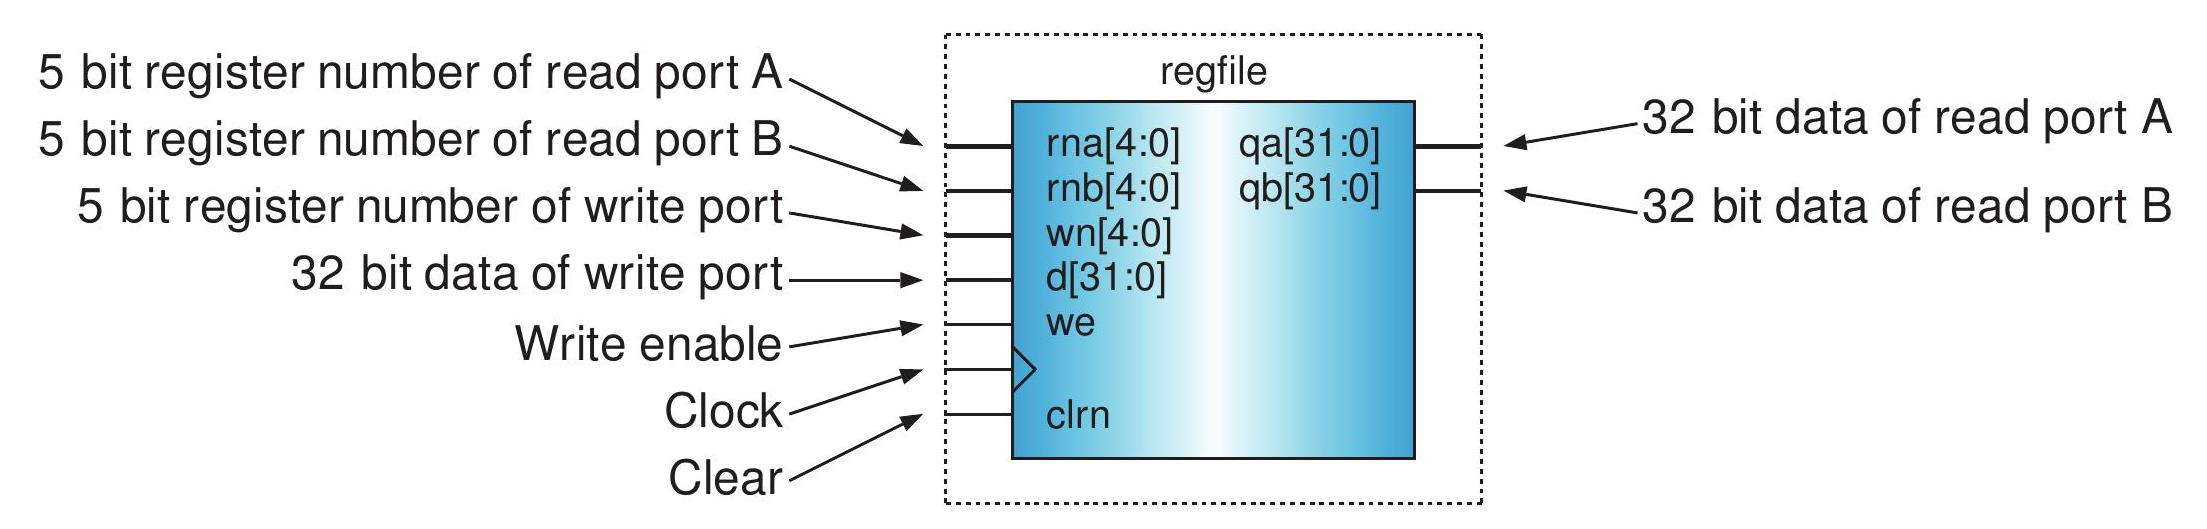 5 bit register number of read port A
5 bit register number of read port B
5 bit register number of write port
32 bit data of write port
Write enable
Clock
Clear
regfile
rna[4:0] qa[31:0]
rnb[4:0] qb[31:0]
wn[4:0]
d[31:0]
we
clrn
32 bit data of read port A
32 bit data of read port B